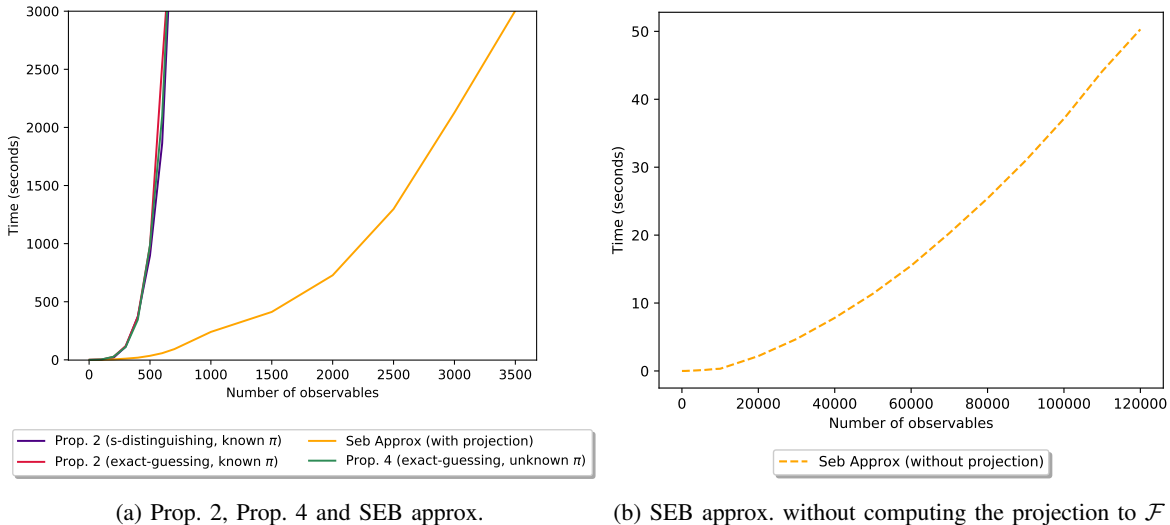 3000
2500
2000
1500
1000
500
0
Time (seconds)
0 500 1000 1500 2000 2500 3000 3500
Number of observables
Prop. 2 (s-distinguishing, known π)
Prop. 2 (exact-guessing, known π)
Seb Approx (with projection)
Prop. 4 (exact-guessing, unknown π)
(a) Prop. 2, Prop. 4 and SEB approx.
50
40
30
20
10
0
Time (seconds)
0 20000 40000 60000 80000 100000 120000
Number of observables
Seb Approx (without projection)
(b) SEB approx. without computing the projection to ℱ